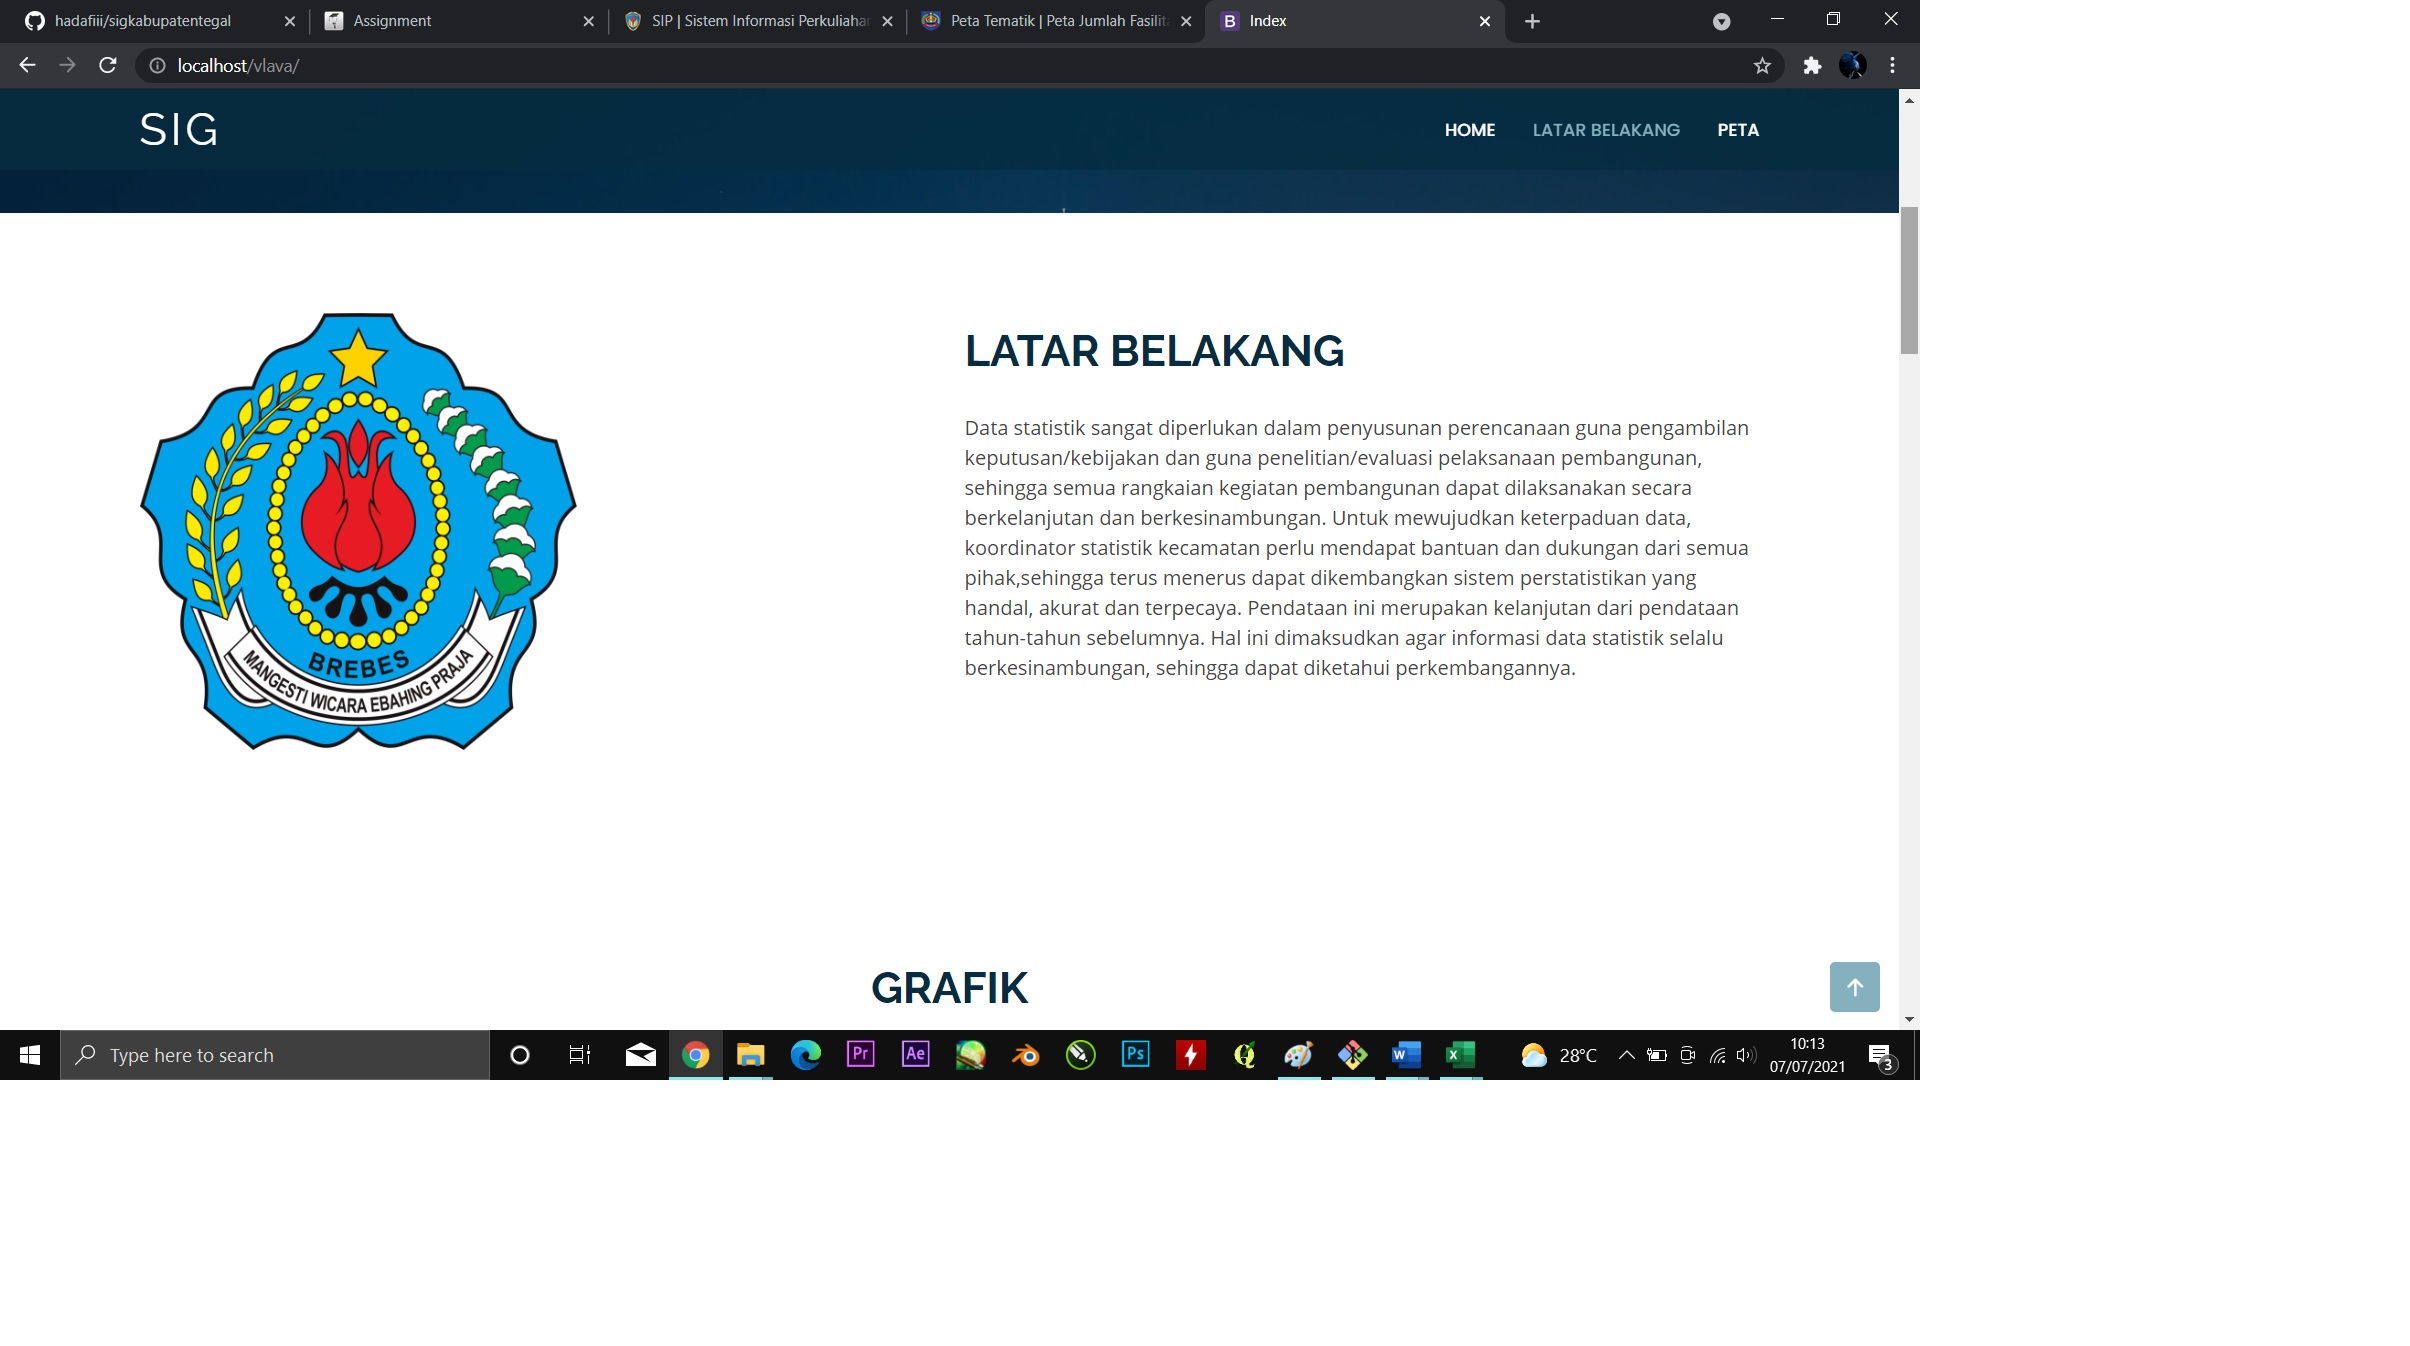 hadafiii/sigkabupatentegal
Assignment
SIP | Sistem Informasi Perkuliahan
Peta Tematik | Peta Jumlah Fasilit
Index
localhost/vlava/
SIG
HOME
LATAR BELAKANG
PETA
LATAR BELAKANG
Data statistik sangat diperlukan dalam penyusunan perencanaan guna pengambilan
keputusan/kebijakan dan guna penelitian/evaluasi pelaksanaan pembangunan,
sehingga semua rangkaian kegiatan pembangunan dapat dilaksanakan secara
berkelanjutan dan berkesinambungan. Untuk mewujudkan keterpaduan data,
koordinator statistik kecamatan perlu mendapat bantuan dan dukungan dari semua
pihak,sehingga terus menerus dapat dikembangkan sistem perstatistikan yang
handal, akurat dan terpecaya. Pendataan ini merupakan kelanjutan dari pendataan
tahun-tahun sebelumnya. Hal ini dimaksudkan agar informasi data statistik selalu
berkesinambungan, sehingga dapat diketahui perkembangannya.
BREBES
MANGESTI WICARA EBAHING PRAJA
GRAFIK
Type here to search
Pr
Ae
Ps
28°C
10:13
07/07/2021
3